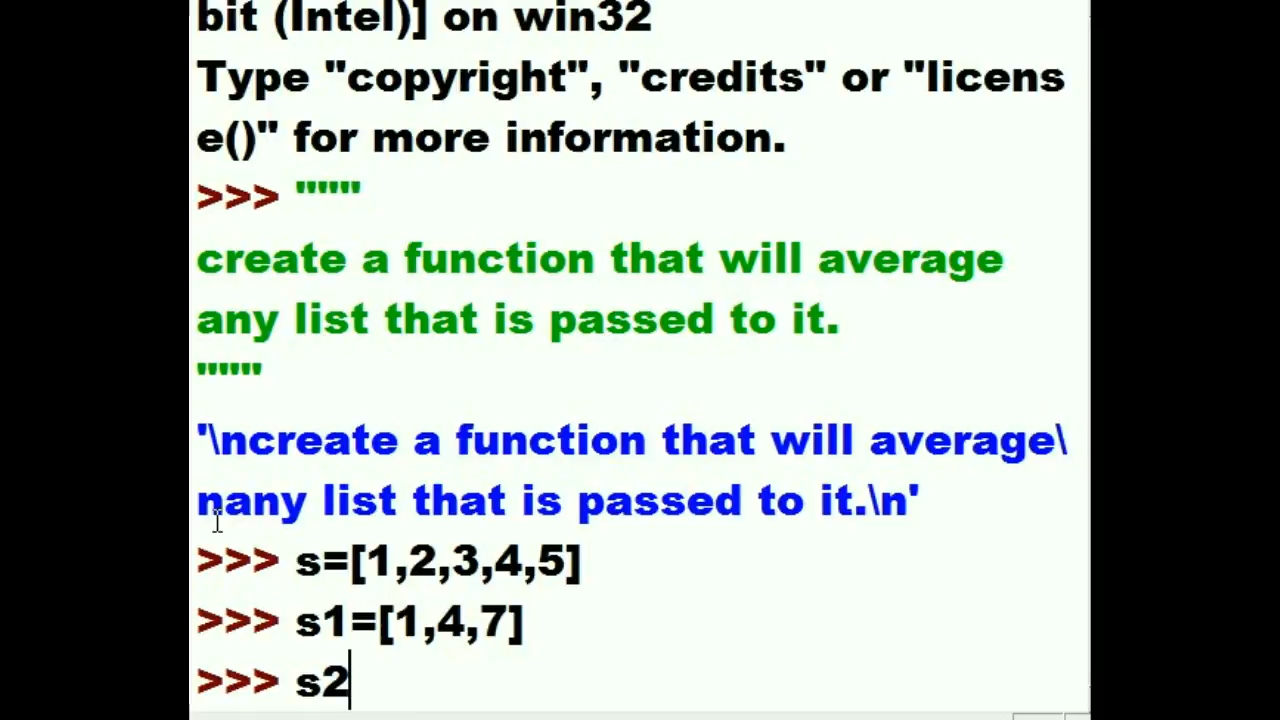 bit (Intel)] on win32
Type "copyright", "credits" or "licens
e()" for more information.
>>> """
create a function that will average
any list that is passed to it.
"""
'\ncreate a function that will average\
nany list that is passed to it.\n'
>>> s=[1,2,3,4,5]
>>> s1=[1,4,7]
>>> s2